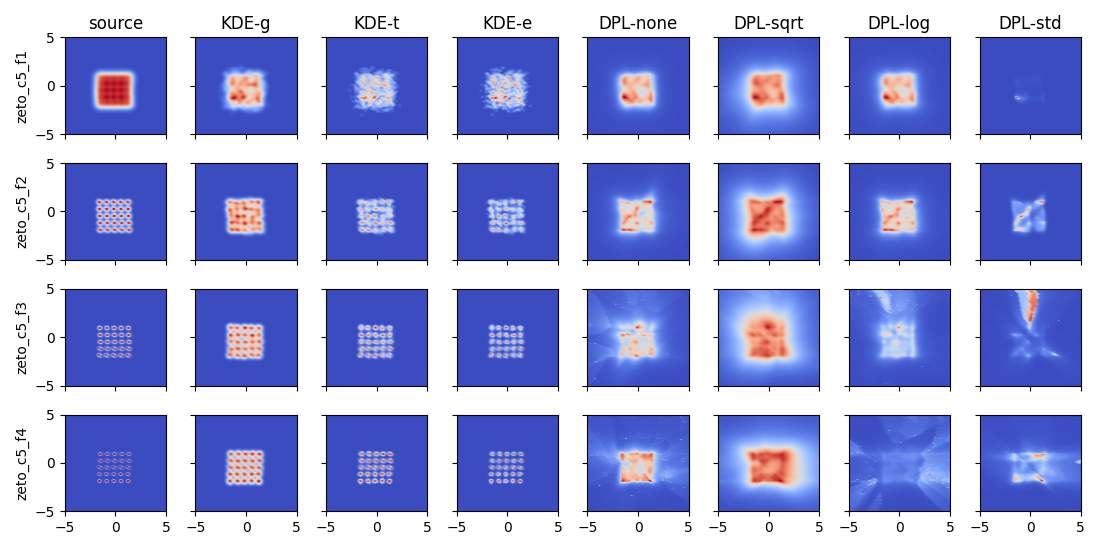 source KDE-g KDE-t KDE-e DPL-none DPL-sqrt DPL-log DPL-std
5
zeto_c5_f1
0
−5
5
zeto_c5_f2
0
−5
5
zeto_c5_f3
0
−5
5
zeto_c5_f4
0
−5
−5 0 5 −5 0 5 −5 0 5 −5 0 5 −5 0 5 −5 0 5 −5 0 5 −5 0 5